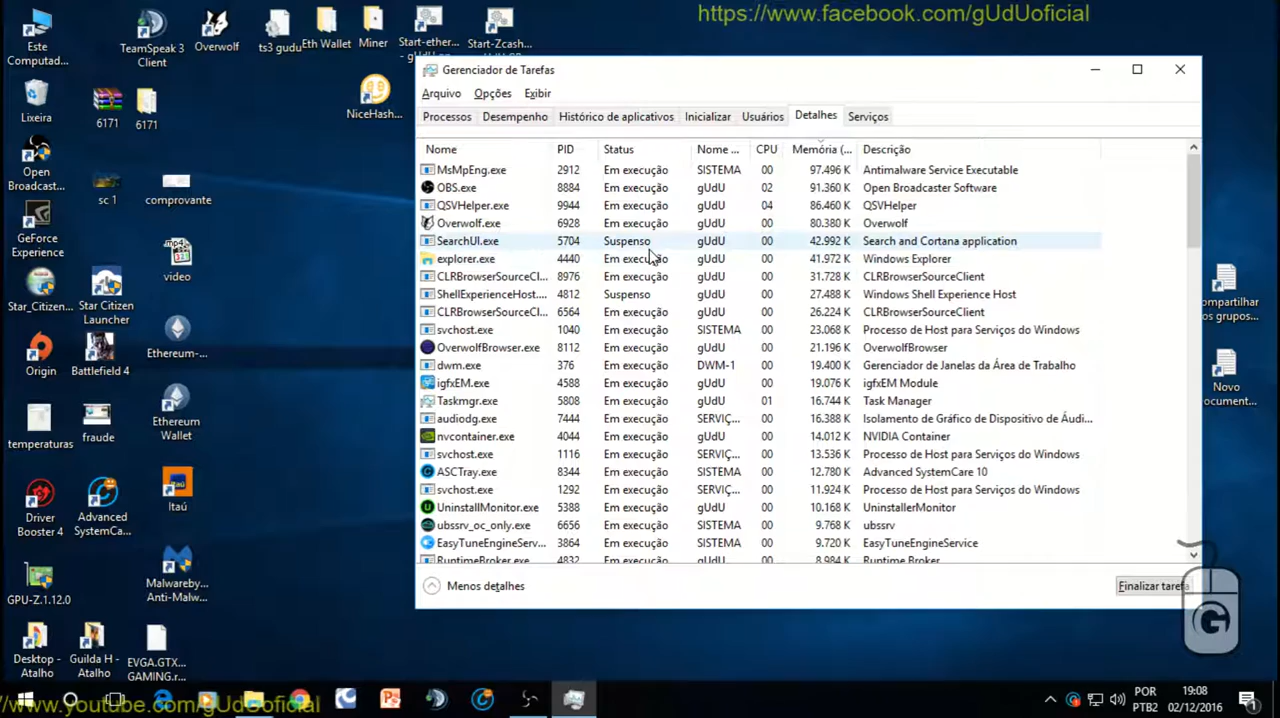 https://www.facebook.com/gUdUoficial
Este
Computad...
TeamSpeak 3
Client
Overwolf
ts3 gudu
Eth Wallet
Miner
Start-ether...
Start-Zcash...
Lixeira
6171
6171
NiceHash...
Open
Broadcast...
sc 1
comprovante
GeForce
Experience
mp4
321
video
Star_Citizen...
Star Citizen
Launcher
Ethereum-...
Origin
Battlefield 4
Ethereum
Wallet
temperaturas
fraude
Driver
Booster 4
Advanced
SystemCa...
Itaú
Itaú
GPU-Z.1.12.0
Malwareby...
Anti-Malw...
Desktop -
Atalho
Guilda H -
Atalho
EVGA.GTX...
GAMING.r...
Gerenciador de Tarefas
Arquivo Opções Exibir
Processos Desempenho Histórico de aplicativos Inicializar Usuários Detalhes Serviços
Nome PID Status Nome ... CPU Memória (... Descrição
MsMpEng.exe 2912 Em execução SISTEMA 00 97.496 K Antimalware Service Executable
OBS.exe 8884 Em execução gUdU 02 91.360 K Open Broadcaster Software
QSVHelper.exe 9944 Em execução gUdU 04 86.460 K QSVHelper
Overwolf.exe 6928 Em execução gUdU 00 80.380 K Overwolf
SearchUI.exe 5704 Suspenso gUdU 00 42.992 K Search and Cortana application
explorer.exe 4440 Em execução gUdU 00 41.972 K Windows Explorer
CLRBrowserSourceCl... 8976 Em execução gUdU 00 31.728 K CLRBrowserSourceClient
ShellExperienceHost.... 4812 Suspenso gUdU 00 27.488 K Windows Shell Experience Host
CLRBrowserSourceCl... 6564 Em execução gUdU 00 26.224 K CLRBrowserSourceClient
svchost.exe 1040 Em execução SISTEMA 00 23.068 K Processo de Host para Serviços do Windows
OverwolfBrowser.exe 8112 Em execução gUdU 00 21.196 K OverwolfBrowser
dwm.exe 376 Em execução DWM-1 00 19.400 K Gerenciador de Janelas da Área de Trabalho
igfxEM.exe 4588 Em execução gUdU 00 19.076 K igfxEM Module
Taskmgr.exe 5808 Em execução gUdU 01 16.744 K Task Manager
audiodg.exe 7444 Em execução SERVIÇ... 00 16.388 K Isolamento de Gráfico de Dispositivo de Áudi...
nvcontainer.exe 4044 Em execução gUdU 00 14.012 K NVIDIA Container
svchost.exe 1116 Em execução SERVIÇ... 00 13.536 K Processo de Host para Serviços do Windows
ASCTray.exe 8344 Em execução SISTEMA 00 12.780 K Advanced SystemCare 10
svchost.exe 1292 Em execução SERVIÇ... 00 11.924 K Processo de Host para Serviços do Windows
UninstallMonitor.exe 5388 Em execução gUdU 00 10.168 K UninstallerMonitor
ubssrv_oc_only.exe 6656 Em execução SISTEMA 00 9.768 K ubssrv
EasyTuneEngineServ... 3864 Em execução SISTEMA 00 9.720 K EasyTuneEngineService
RuntimeBroker.exe 4832 Em execução gUdU 00 8.984 K Runtime Broker
Menos detalhes
Finalizar tarefa
ompartilhar
os grupos...
Novo
Document...
G
www.youtube.com/gUdUoficial
POR
PTB2
19:08
02/12/2016
1